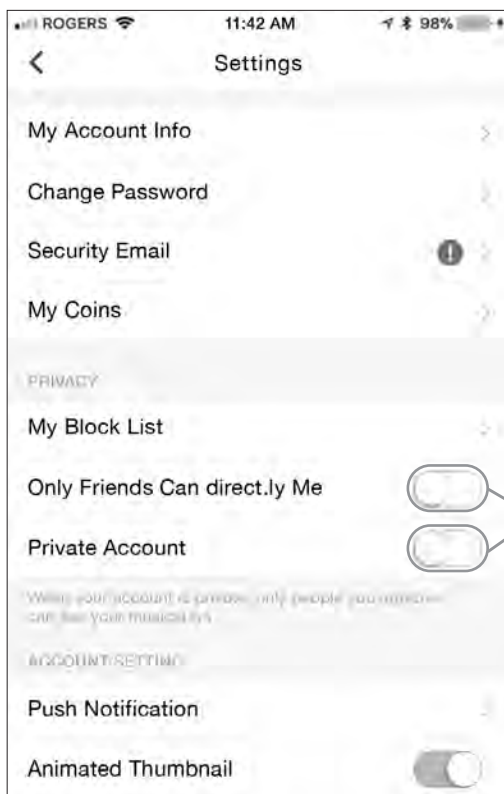 ROGERS 11:42 AM 98%
Settings
My Account Info
Change Password
Security Email
My Coins
PRIVACY
My Block List
Only Friends Can direct.ly Me
Private Account
When your account is private, only people you
can see your musical.lys
ACCOUNT SETTING
Push Notification
Animated Thumbnail